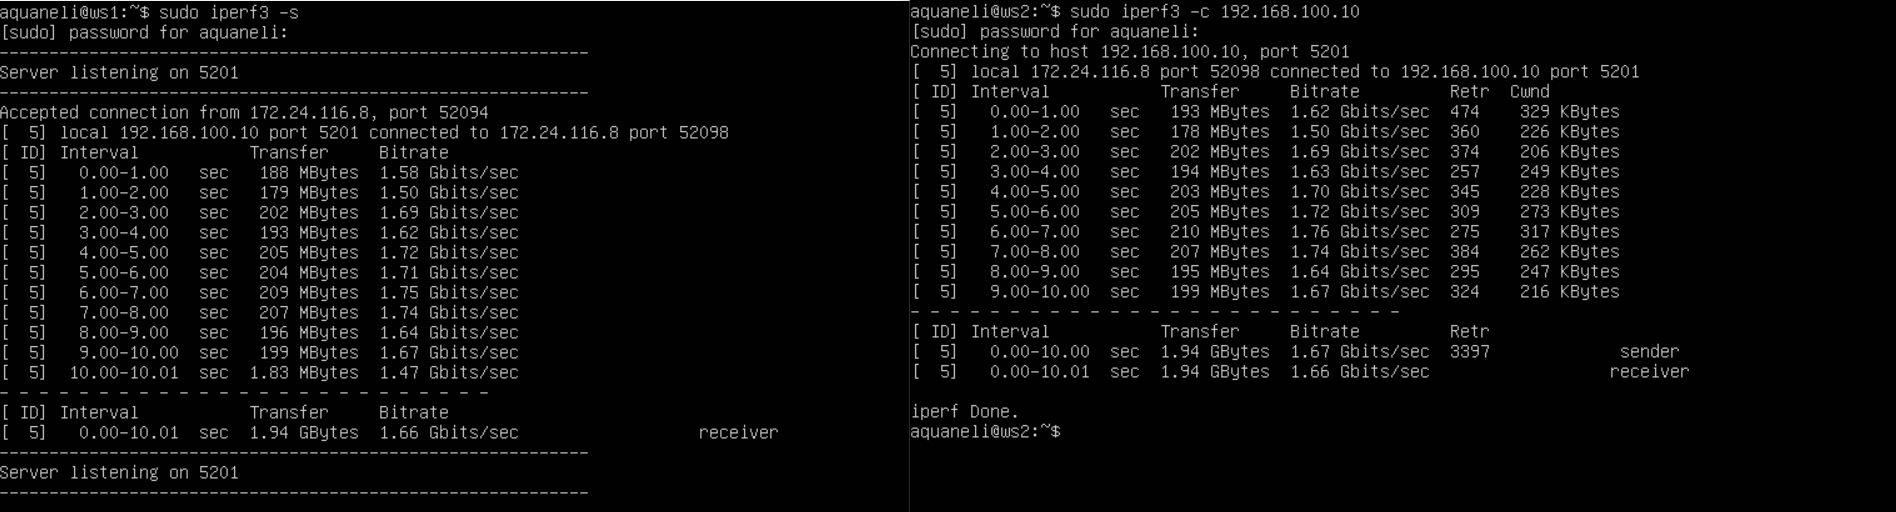 aquaneli@ws1:~$ sudo iperf3 -s
[sudo] password for aquaneli:
-----------------------------------------------------------
Server listening on 5201
-----------------------------------------------------------
Accepted connection from 172.24.116.8, port 52094
[  5] local 192.168.100.10 port 5201 connected to 172.24.116.8 port 52098
[ ID] Interval           Transfer     Bitrate
[  5]   0.00-1.00   sec   188 MBytes  1.58 Gbits/sec
[  5]   1.00-2.00   sec   179 MBytes  1.50 Gbits/sec
[  5]   2.00-3.00   sec   202 MBytes  1.69 Gbits/sec
[  5]   3.00-4.00   sec   193 MBytes  1.62 Gbits/sec
[  5]   4.00-5.00   sec   205 MBytes  1.72 Gbits/sec
[  5]   5.00-6.00   sec   204 MBytes  1.71 Gbits/sec
[  5]   6.00-7.00   sec   209 MBytes  1.75 Gbits/sec
[  5]   7.00-8.00   sec   207 MBytes  1.74 Gbits/sec
[  5]   8.00-9.00   sec   196 MBytes  1.64 Gbits/sec
[  5]   9.00-10.00  sec   199 MBytes  1.67 Gbits/sec
[  5]  10.00-10.01  sec  1.83 MBytes  1.47 Gbits/sec
- - - - - - - - - - - - - - - - - - - - - - - - -
[ ID] Interval           Transfer     Bitrate
[  5]   0.00-10.01  sec  1.94 GBytes  1.66 Gbits/sec                  receiver
-----------------------------------------------------------
Server listening on 5201
-----------------------------------------------------------
aquaneli@ws2:~$ sudo iperf3 -c 192.168.100.10
[sudo] password for aquaneli:
Connecting to host 192.168.100.10, port 5201
[  5] local 172.24.116.8 port 52098 connected to 192.168.100.10 port 5201
[ ID] Interval           Transfer     Bitrate         Retr  Cwnd
[  5]   0.00-1.00   sec   193 MBytes  1.62 Gbits/sec  474    329 KBytes
[  5]   1.00-2.00   sec   178 MBytes  1.50 Gbits/sec  360    226 KBytes
[  5]   2.00-3.00   sec   202 MBytes  1.69 Gbits/sec  374    206 KBytes
[  5]   3.00-4.00   sec   194 MBytes  1.63 Gbits/sec  257    249 KBytes
[  5]   4.00-5.00   sec   203 MBytes  1.70 Gbits/sec  345    228 KBytes
[  5]   5.00-6.00   sec   205 MBytes  1.72 Gbits/sec  309    273 KBytes
[  5]   6.00-7.00   sec   210 MBytes  1.76 Gbits/sec  275    317 KBytes
[  5]   7.00-8.00   sec   207 MBytes  1.74 Gbits/sec  384    262 KBytes
[  5]   8.00-9.00   sec   195 MBytes  1.64 Gbits/sec  295    247 KBytes
[  5]   9.00-10.00  sec   199 MBytes  1.67 Gbits/sec  324    216 KBytes
- - - - - - - - - - - - - - - - - - - - - - - - -
[ ID] Interval           Transfer     Bitrate         Retr
[  5]   0.00-10.00  sec  1.94 GBytes  1.67 Gbits/sec  3397             sender
[  5]   0.00-10.01  sec  1.94 GBytes  1.66 Gbits/sec                  receiver
iperf Done.
aquaneli@ws2:~$